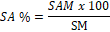 SA % = SAM x 100
SM